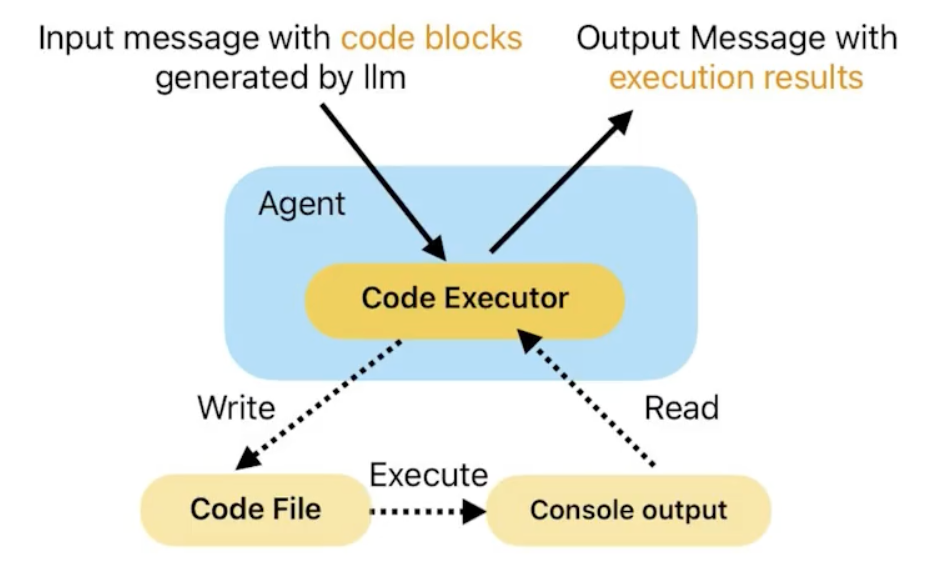 Input message with code blocks
generated by llm
Output Message with
execution results
Agent
Code Executor
Write
Read
Execute
Code File
Console output